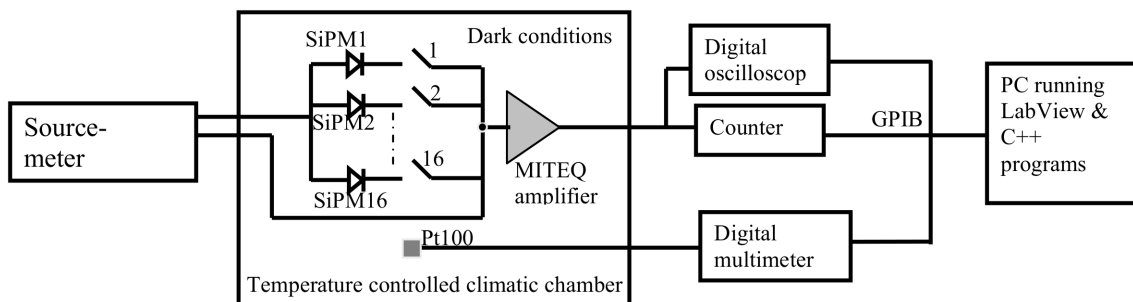 Source-
meter
SiPM1
SiPM2
SiPM16
1
2
16
Dark conditions
MITEQ
amplifier
Pt100
Temperature controlled climatic chamber
Digital
oscilloscop
Counter
Digital
multimeter
GPIB
PC running
LabView &
C++
programs